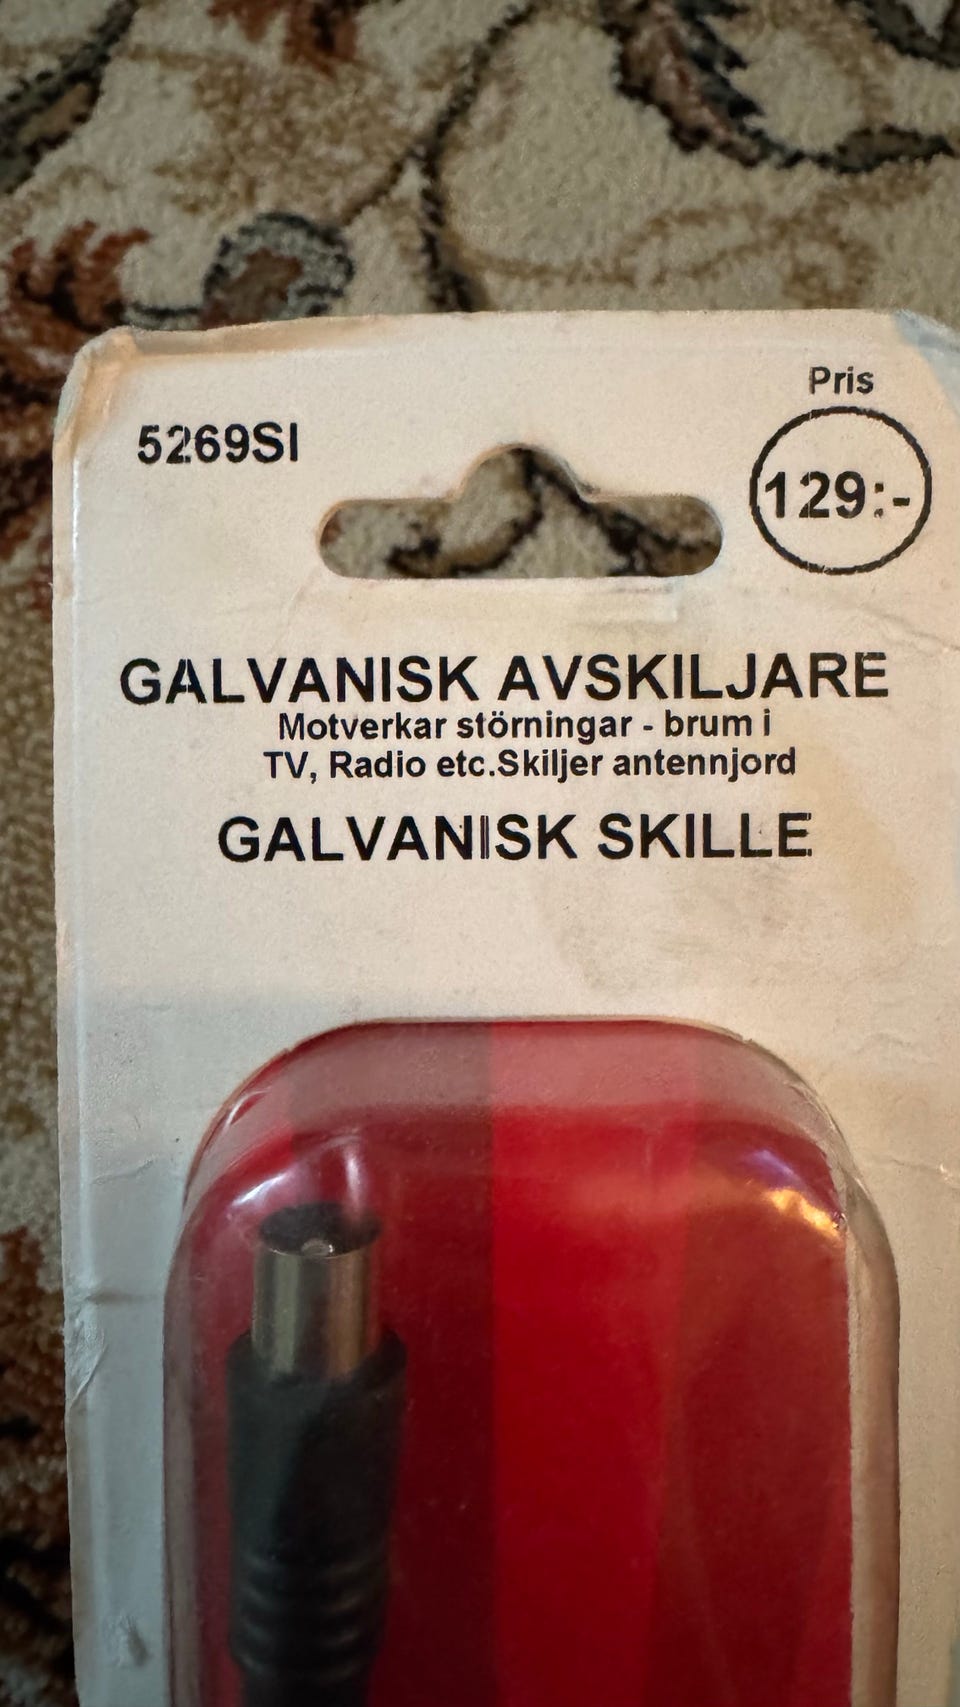 Pris
5269SI
129:-
GALVANISK AVSKILJARE
Motverkar störningar - brum i
TV, Radio etc.Skiljer antennjord
GALVANISK SKILLE